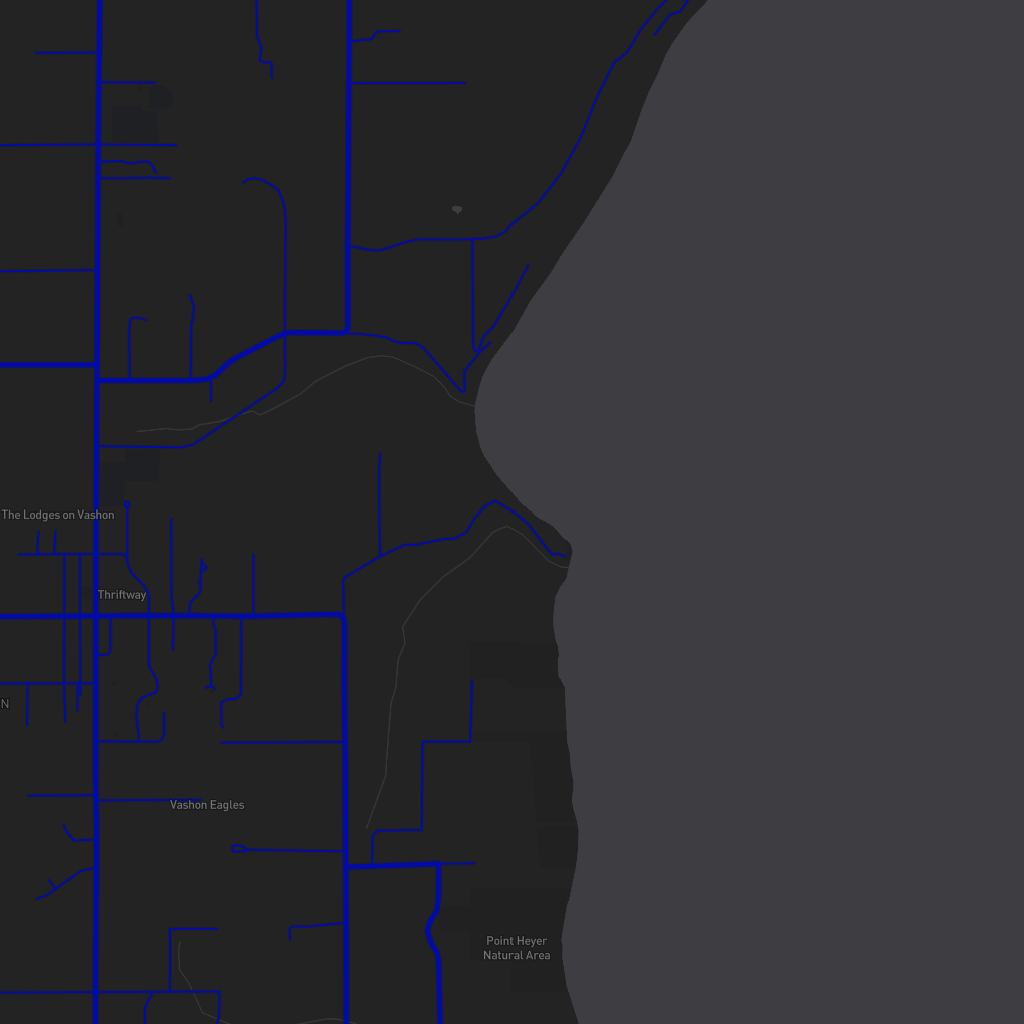 The Lodges on Vashon
Thriftway
N
Vashon Eagles
Point Heyer
Natural Area